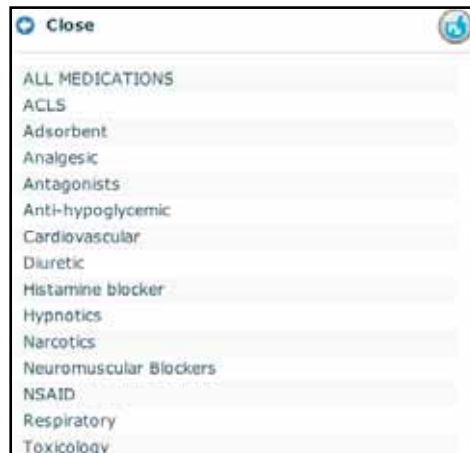 Close
ALL MEDICATIONS
ACLS
Adsorbent
Analgesic
Antagonists
Anti-hypoglycemic
Cardiovascular
Diuretic
Histamine blocker
Hypnotics
Narcotics
Neuromuscular Blockers
NSAID
Respiratory
Toxicology